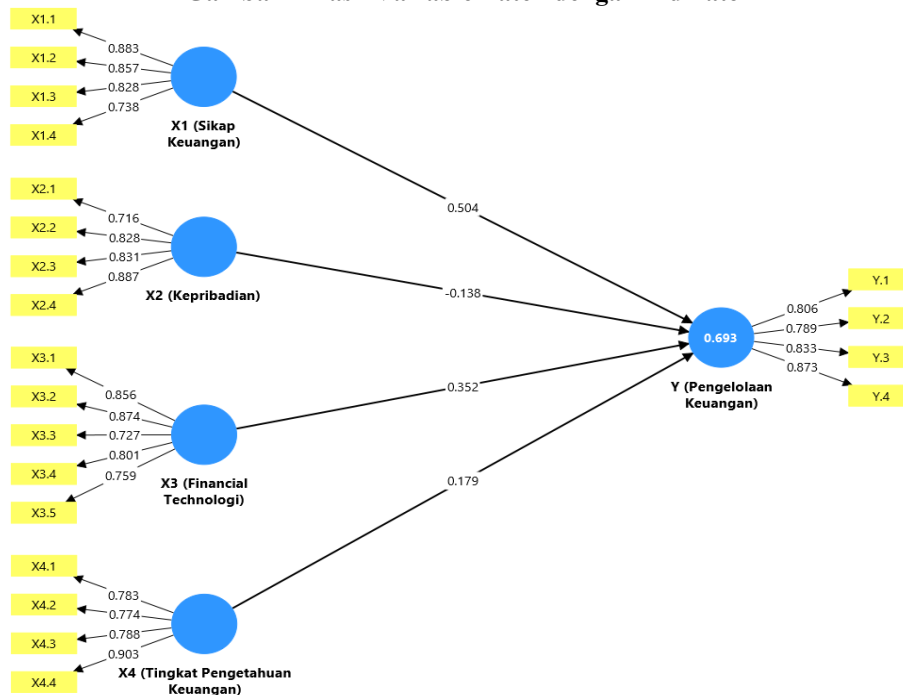 X1.1
X1.2
X1.3
X1.4
0.883
0.857
0.828
0.738
X1 (Sikap
Keuangan)
0.504
X2.1
X2.2
X2.3
X2.4
0.716
0.828
0.831
0.887
X2 (Kepribadian)
-0.138
X3.1
X3.2
X3.3
X3.4
X3.5
0.856
0.874
0.727
0.801
0.759
X3 (Financial
Technologi)
0.352
X4.1
X4.2
X4.3
X4.4
0.783
0.774
0.788
0.903
X4 (Tingkat Pengetahuan
Keuangan)
0.179
0.693
Y (Pengelolaan
Keuangan)
0.806
0.789
0.833
0.873
Y.1
Y.2
Y.3
Y.4